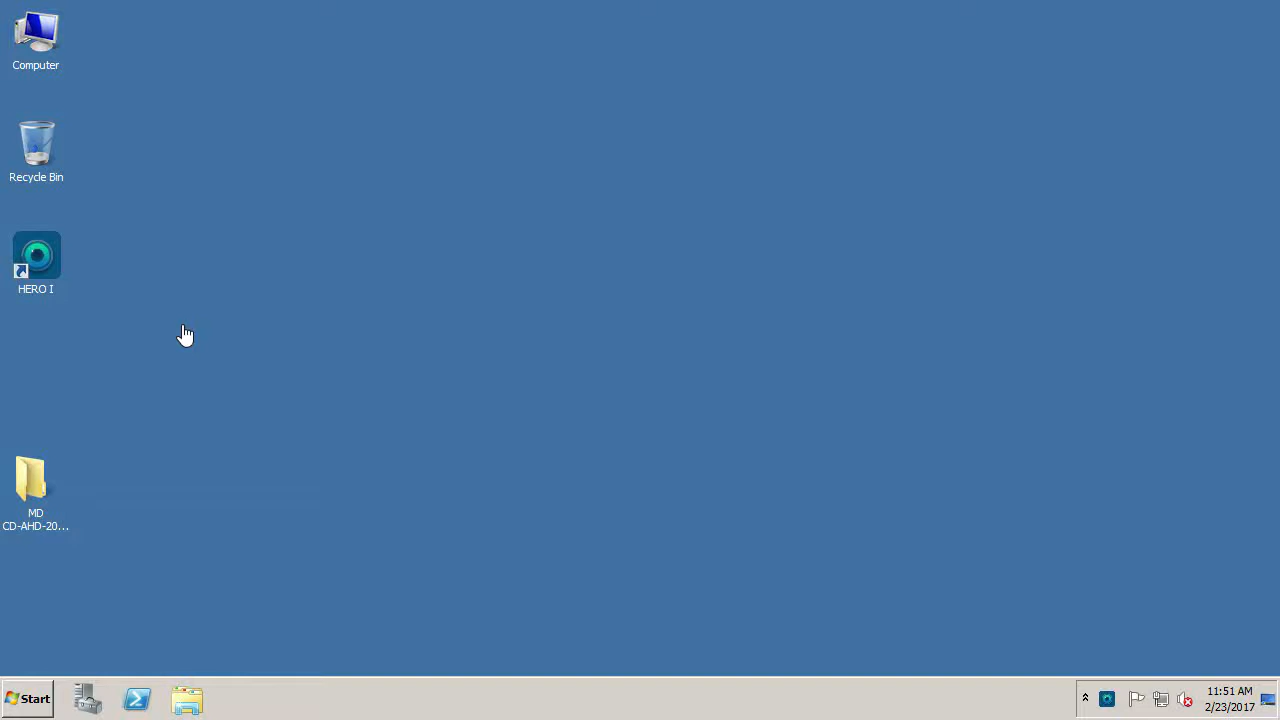 Computer
Recycle Bin
HERO I
MD
CD-AHD-20...
Start
11:51 AM
2/23/2017